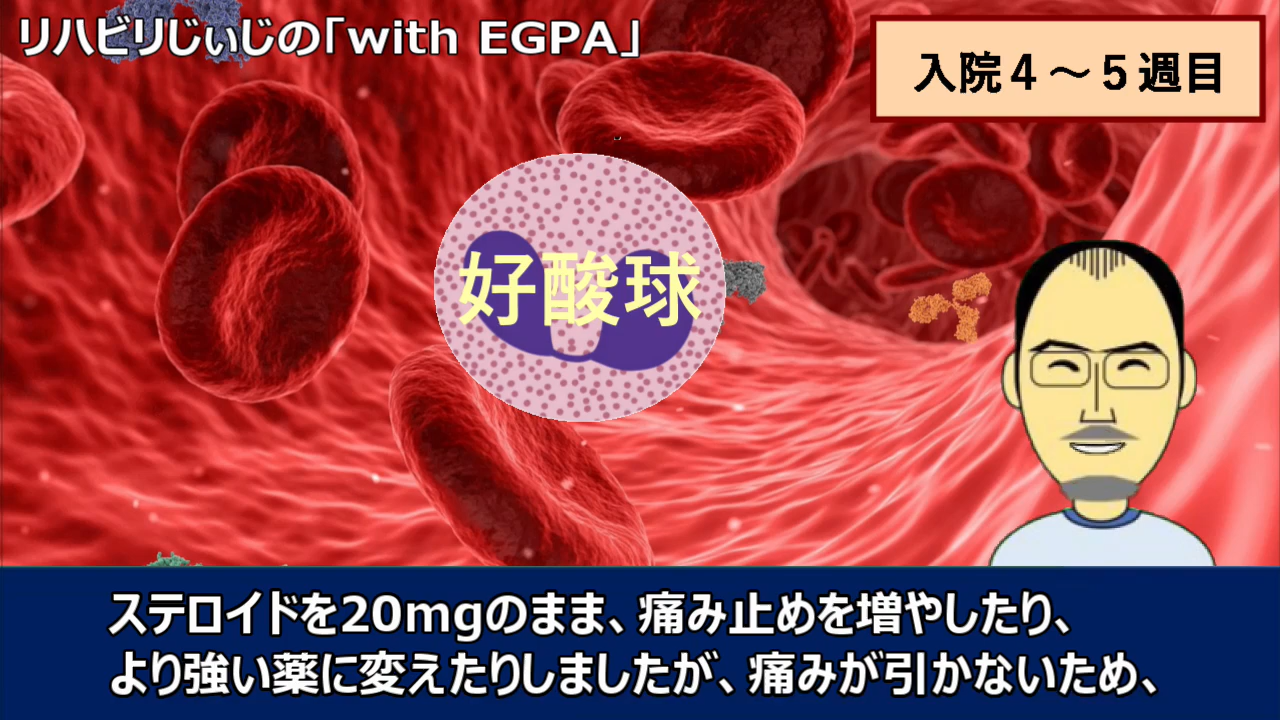 リハビリじぃじの「with EGPA」
入院４～５週目
好酸球
ステロイドを20mgのまま、痛み止めを増やしたり、
より強い薬に変えたりしましたが、痛みが引かないため、